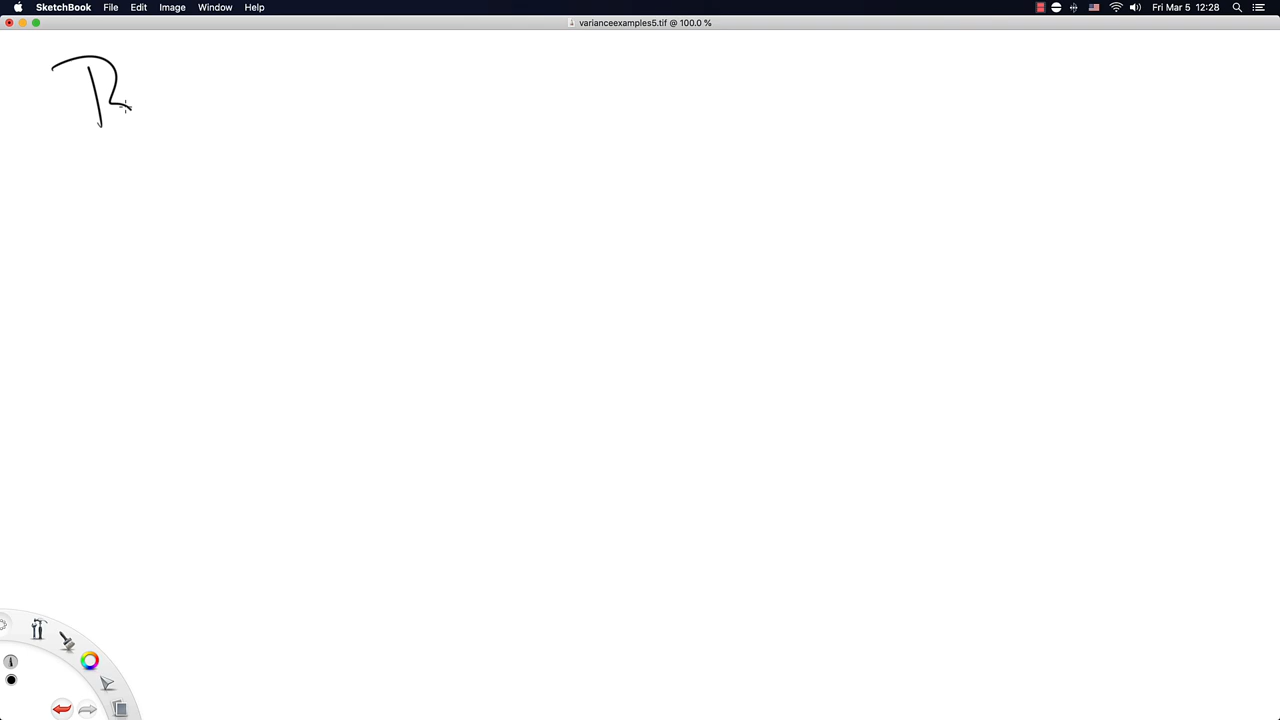 SketchBook File Edit Image Window Help Fri Mar 5 12:28
varianceexamples5.tif @ 100.0 %
R